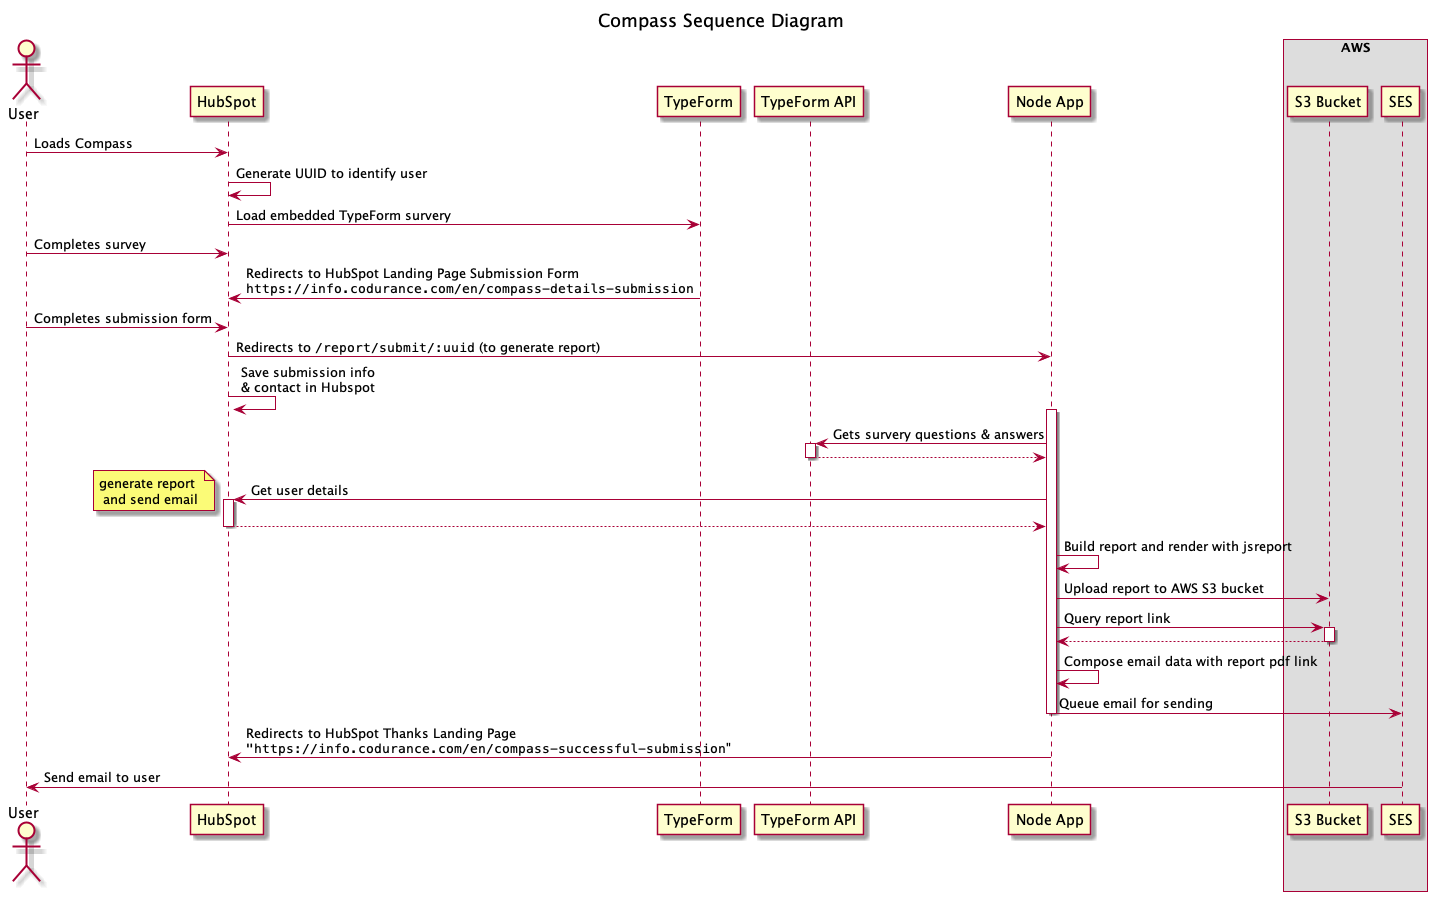 Compass Sequence Diagram
AWS
User
HubSpot
TypeForm
TypeForm API
Node App
S3 Bucket
SES
Loads Compass
Generate UUID to identify user
Load embedded TypeForm survery
Completes survey
Redirects to HubSpot Landing Page Submission Form
https://info.codurance.com/en/compass-details-submission
Completes submission form
Redirects to /report/submit/:uuid (to generate report)
Save submission info
& contact in Hubspot
Gets survery questions & answers
generate report
and send email
Get user details
Build report and render with jsreport
Upload report to AWS S3 bucket
Query report link
Compose email data with report pdf link
Queue email for sending
Redirects to HubSpot Thanks Landing Page
"https://info.codurance.com/en/compass-successful-submission"
Send email to user
User
HubSpot
TypeForm
TypeForm API
Node App
S3 Bucket
SES